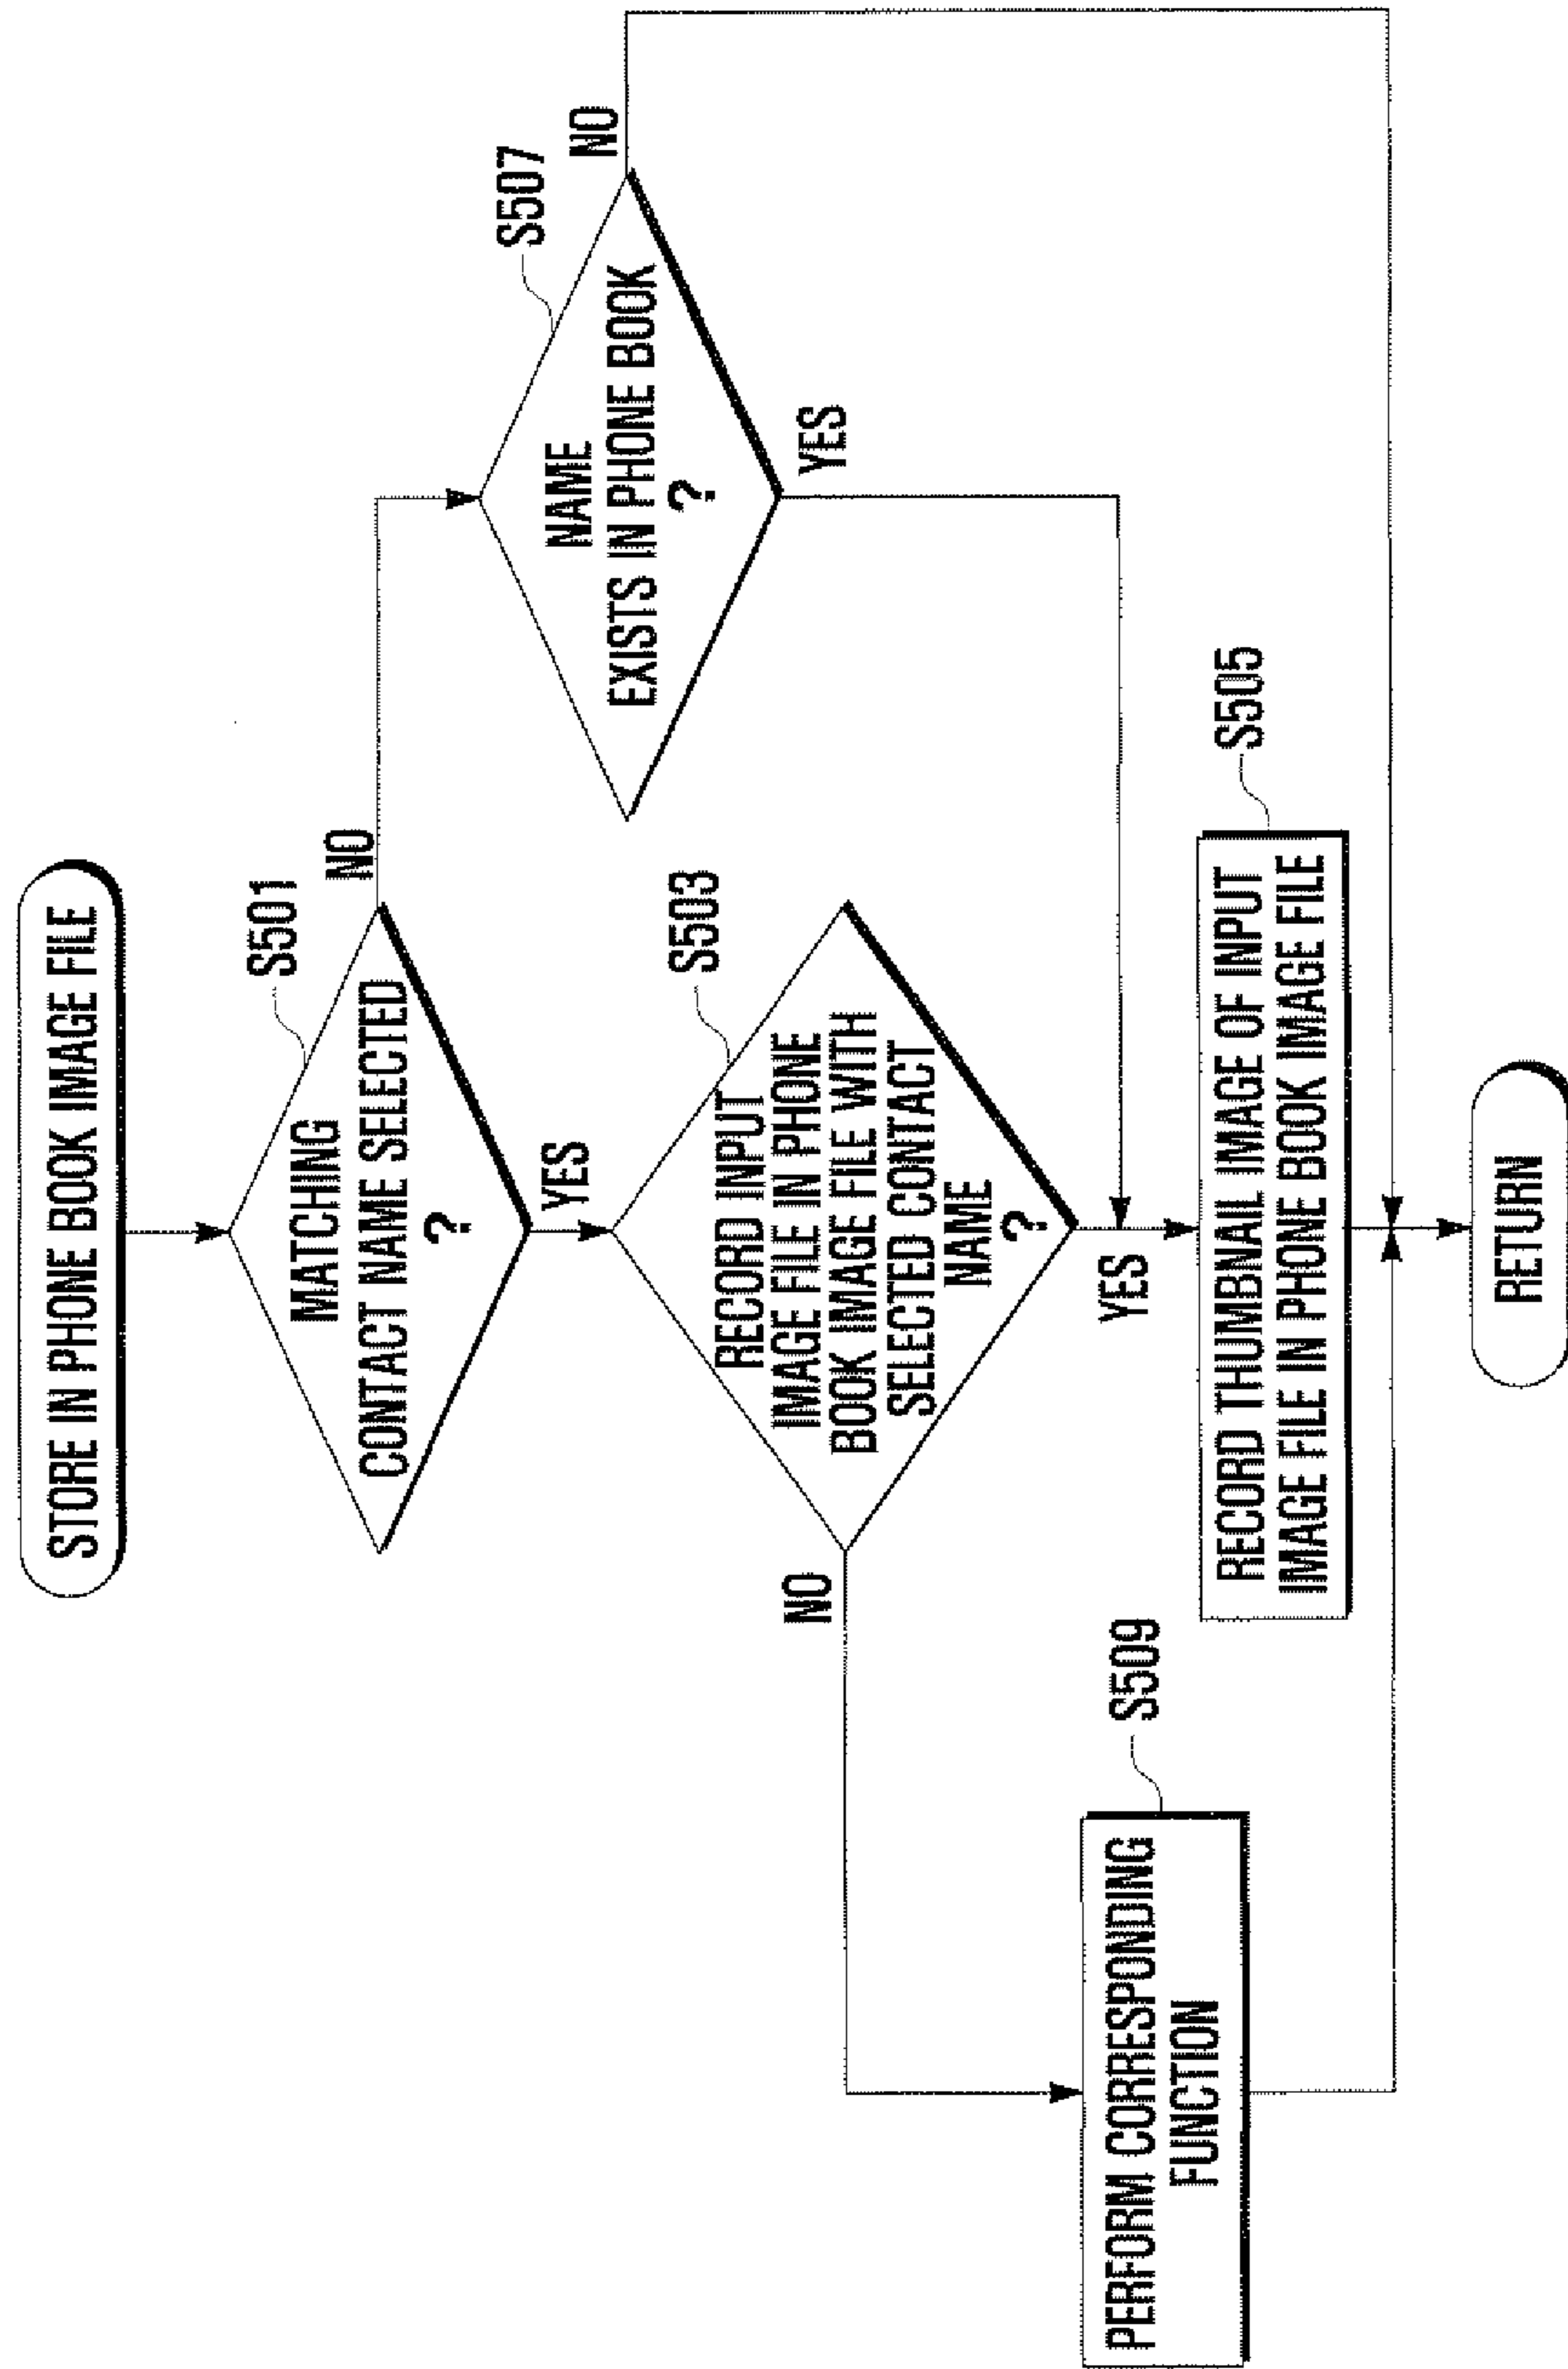 STORE IN PHONE BOOK IMAGE FILE
S501
MATCHING
CONTACT NAME SELECTED
?
NO
YES
S507
NAME
EXISTS IN PHONE BOOK
?
NO
YES
S503
RECORD INPUT
IMAGE FILE IN PHONE
BOOK IMAGE FILE WITH
SELECTED CONTACT
NAME
?
NO
YES
S509
PERFORM CORRESPONDING
FUNCTION
S505
RECORD THUMBNAIL IMAGE OF INPUT
IMAGE FILE IN PHONE BOOK IMAGE FILE
RETURN